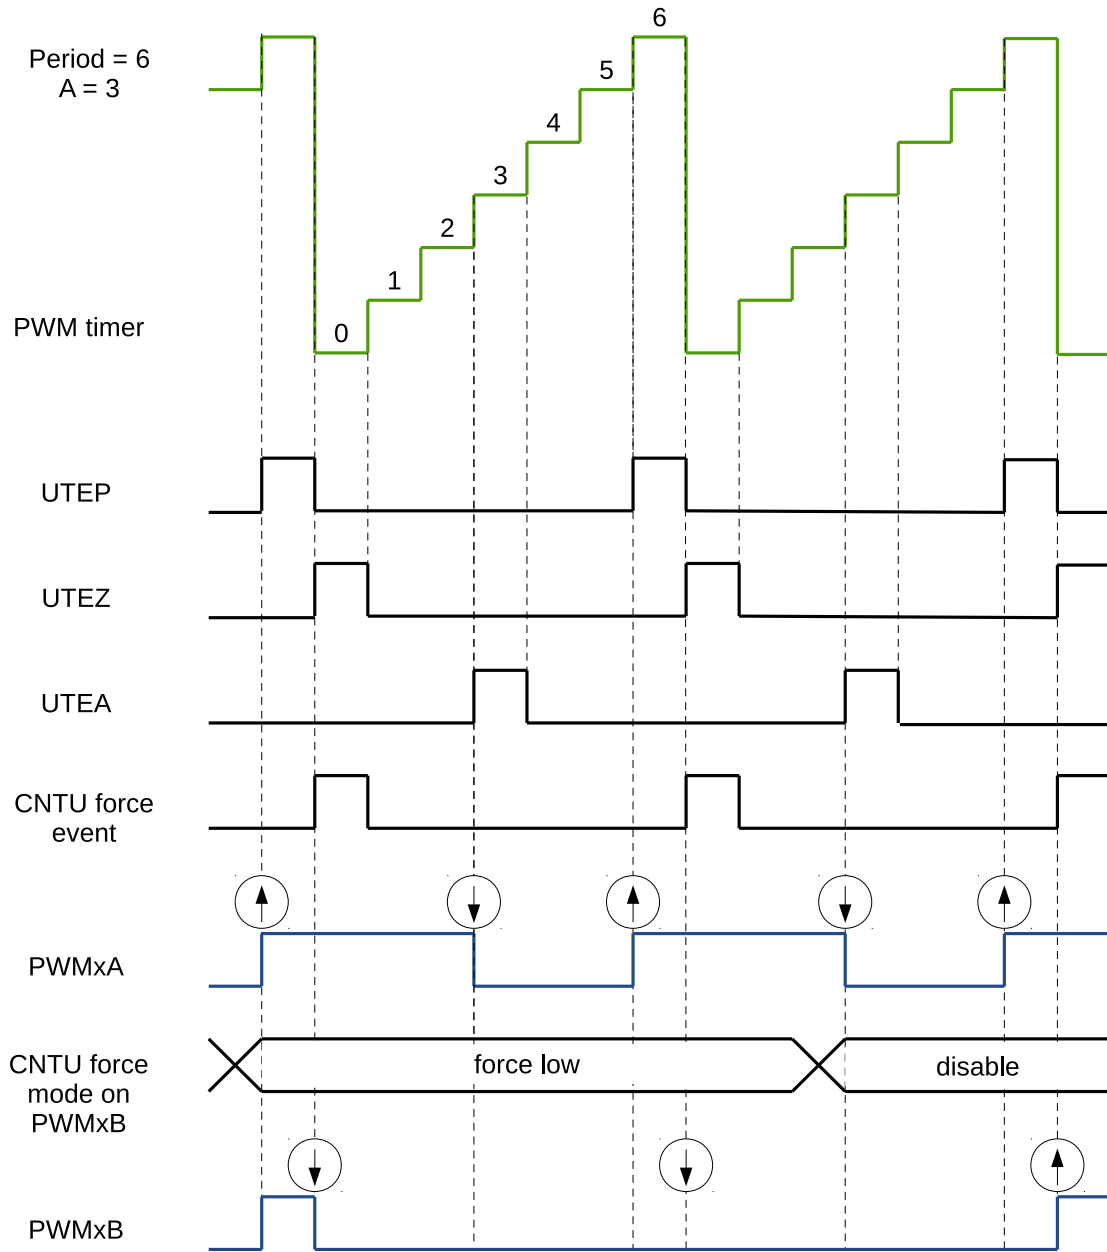 6
Period = 6
A = 3
5
4
3
2
1
0
PWM timer
UTEP
UTEZ
UTEA
CNTU force
event
PWMxA
CNTU force
mode on
PWMxB
force low
disable
PWMxB